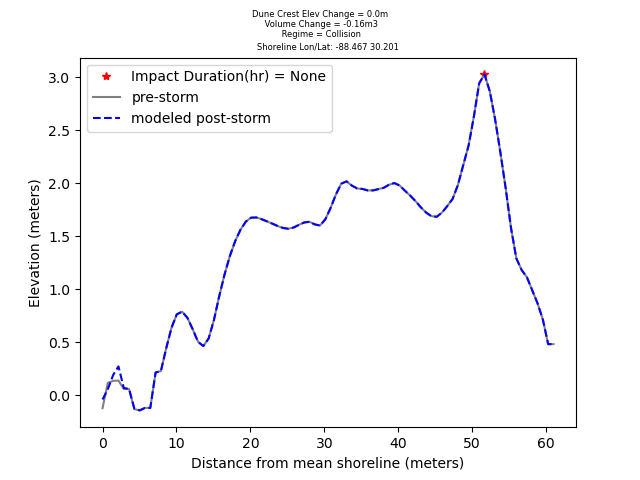 Dune Crest Elev Change = 0.0m
Volume Change = -0.16m3
Regime = Collision
Shoreline Lon/Lat: -88.467 30.201
Impact Duration(hr) = None
pre-storm
modeled post-storm
3.0
2.5
2.0
1.5
1.0
0.5
0.0
Elevation (meters)
0 10 20 30 40 50 60
Distance from mean shoreline (meters)